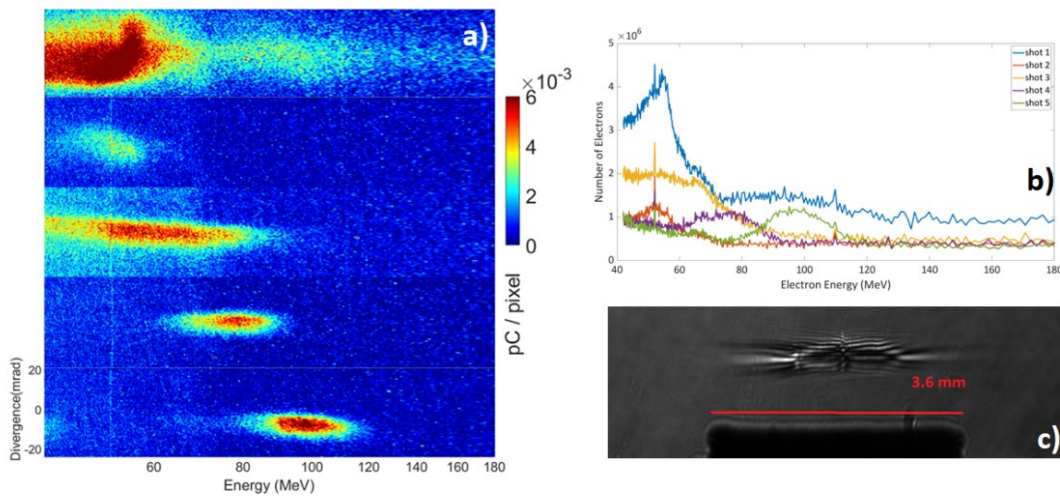 a)
×10⁻³
6
4
2
0
pC / pixel
20
0
-20
Divergence(mrad)
60 80 100 120 140 160 180
Energy (MeV)
×10⁶
5
4
3
2
1
0
Number of Electrons
40 60 80 100 120 140 160 180
Electron Energy (MeV)
shot 1
shot 2
shot 3
shot 4
shot 5
b)
3.6 mm
c)